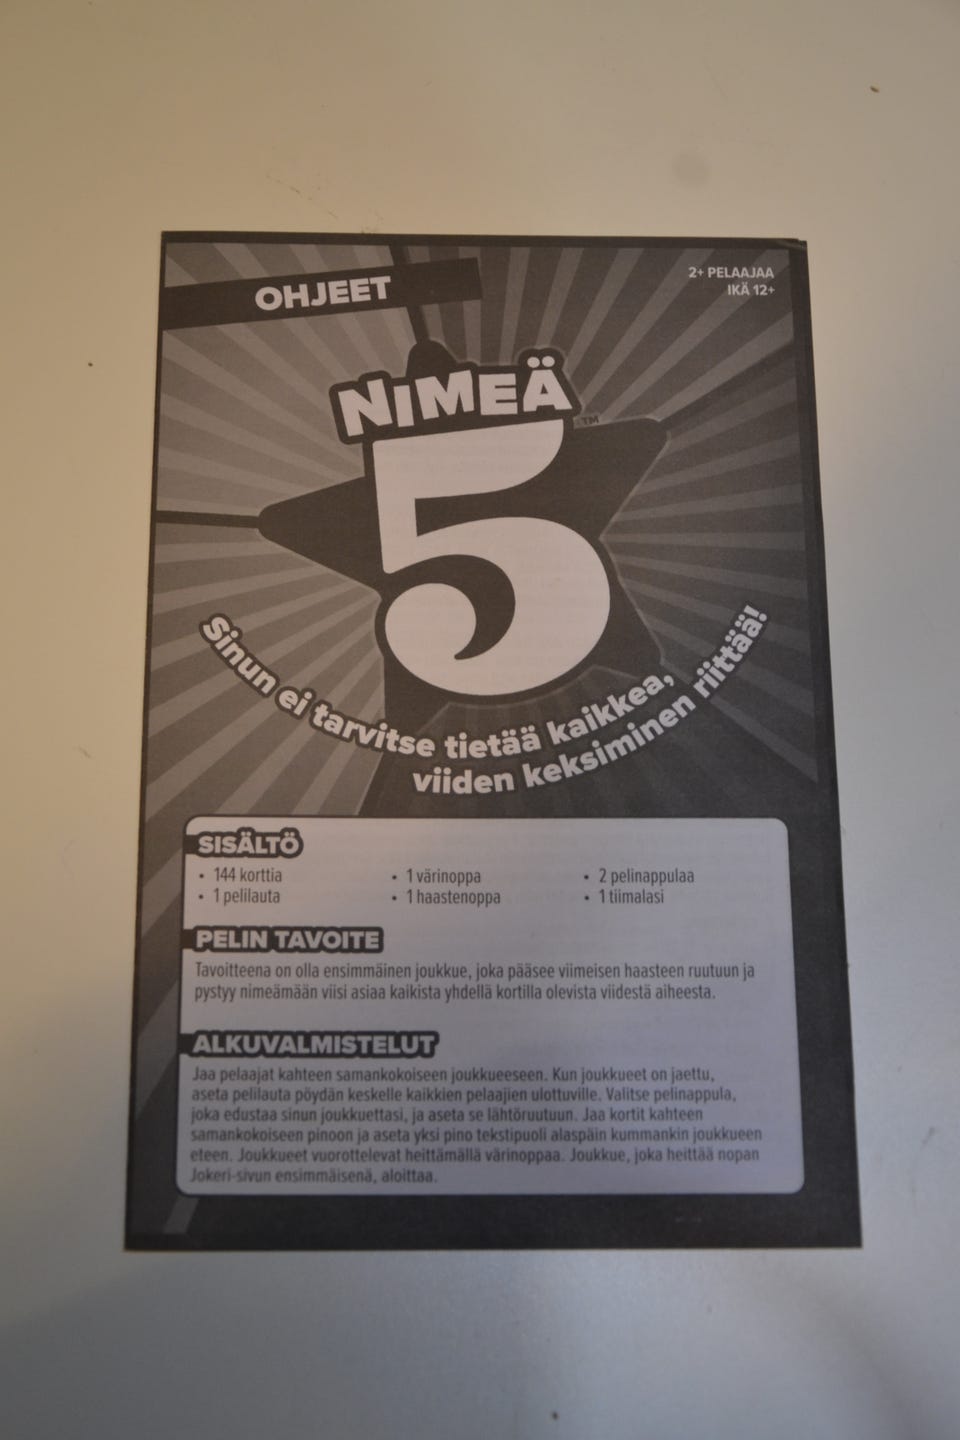 OHJEET
2+ PELAAJAA
IKÄ 12+
NIMEÄ
5
™
Sinun ei tarvitse tietää kaikkea,
viiden keksiminen riittää!
SISÄLTÖ
• 144 korttia
• 1 pelilauta
• 1 värinoppa
• 1 haastenoppa
• 2 pelinappulaa
• 1 tiimalasi
PELIN TAVOITE
Tavoitteena on olla ensimmäinen joukkue, joka pääsee viimeisen haasteen ruutuun ja
pystyy nimeämään viisi asiaa kaikista yhdellä kortilla olevista viidestä aiheesta.
ALKUVALMISTELUT
Jaa pelaajat kahteen samankokoiseen joukkueeseen. Kun joukkueet on jaettu,
aseta pelilauta pöydän keskelle kaikkien pelaajien ulottuville. Valitse pelinappula,
joka edustaa sinun joukkuettasi, ja aseta se lähtöruutuun. Jaa kortit kahteen
samankokoiseen pinoon ja aseta yksi pino tekstipuoli alaspäin kummankin joukkueen
eteen. Joukkueet vuorottelevat heittämällä värinoppaa. Joukkue, joka heittää nopan
Jokeri-sivun ensimmäisenä, aloittaa.